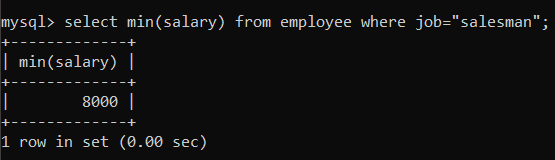 mysql> select min(salary) from employee where job="salesman";
+-------------+
| min(salary) |
+-------------+
|        8000 |
+-------------+
1 row in set (0.00 sec)